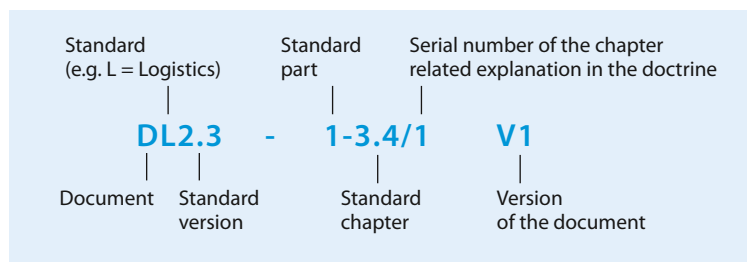 Standard
(e.g. L = Logistics)
Standard
part
Serial number of the chapter
related explanation in the doctrine
DL2.3 - 1-3.4/1 V1
Document
Standard
version
Standard
chapter
Version
of the document